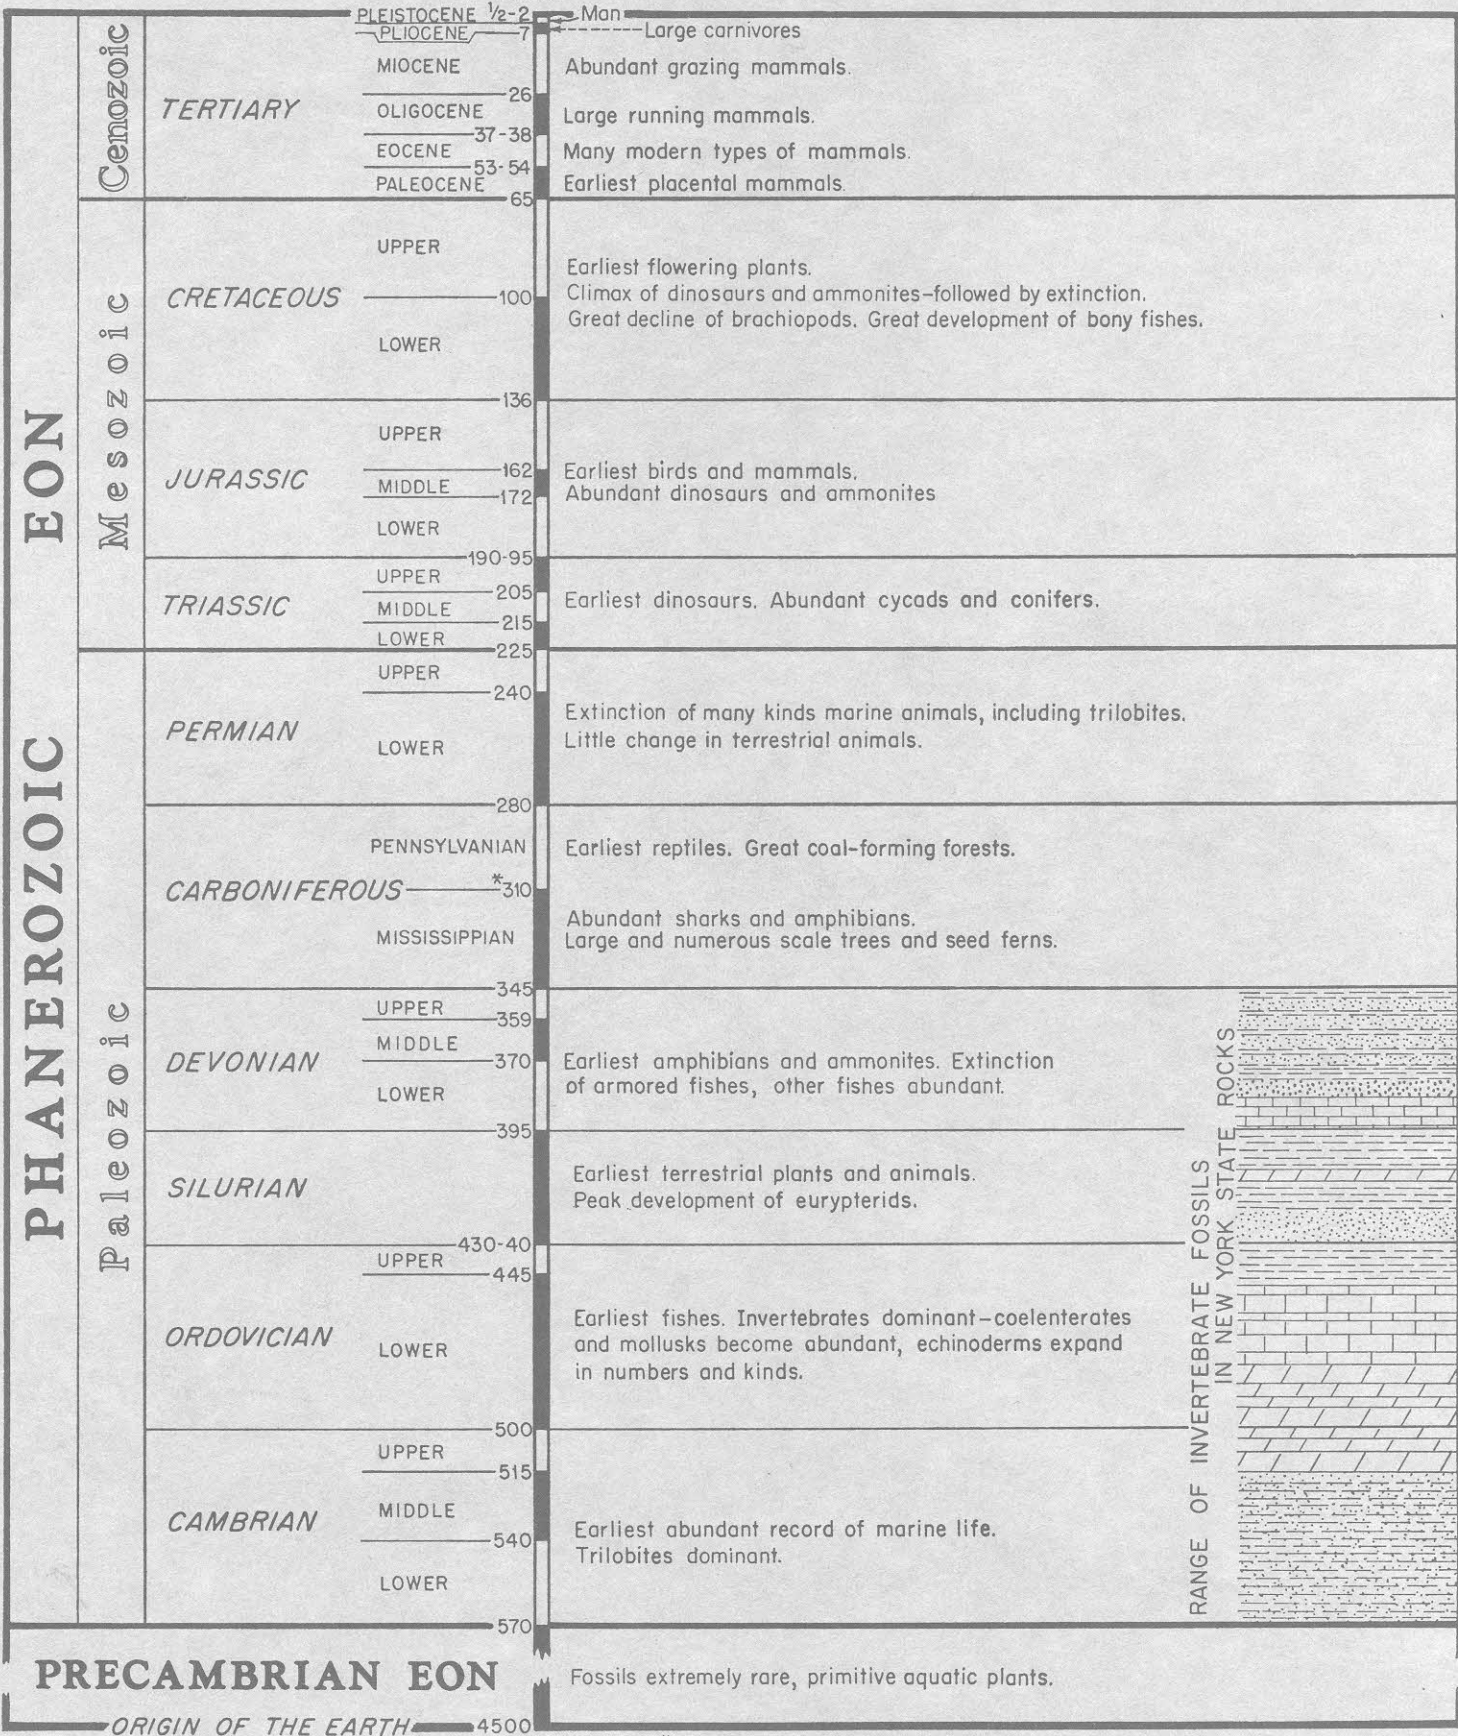 PLEISTOCENE ½-2 Man
PLIOCENE 7 Large carnivores
Cenozoic
TERTIARY
MIOCENE Abundant grazing mammals.
26
OLIGOCENE Large running mammals.
37-38
EOCENE Many modern types of mammals.
53-54
PALEOCENE Earliest placental mammals.
65
Mesozoic
UPPER
Earliest flowering plants.
CRETACEOUS 100 Climax of dinosaurs and ammonites-followed by extinction.
Great decline of brachiopods. Great development of bony fishes.
LOWER
136
UPPER
JURASSIC
162 Earliest birds and mammals.
MIDDLE
172 Abundant dinosaurs and ammonites
LOWER
190-95
UPPER
205
TRIASSIC MIDDLE Earliest dinosaurs. Abundant cycads and conifers.
215
LOWER
225
PHANEROZOIC EON
Paleozoic
UPPER
240
PERMIAN
Extinction of many kinds marine animals, including trilobites.
LOWER Little change in terrestrial animals.
280
PENNSYLVANIAN Earliest reptiles. Great coal-forming forests.
CARBONIFEROUS *310
Abundant sharks and amphibians.
MISSISSIPPIAN Large and numerous scale trees and seed ferns.
345
UPPER
359
MIDDLE
DEVONIAN 370 Earliest amphibians and ammonites. Extinction
of armored fishes, other fishes abundant.
LOWER
395
Earliest terrestrial plants and animals.
SILURIAN Peak development of eurypterids.
430-40
UPPER
445
Earliest fishes. Invertebrates dominant-coelenterates
ORDOVICIAN LOWER and mollusks become abundant, echinoderms expand
in numbers and kinds.
500
UPPER
515
CAMBRIAN MIDDLE
Earliest abundant record of marine life.
540
Trilobites dominant.
LOWER
570
RANGE OF INVERTEBRATE FOSSILS
IN NEW YORK STATE ROCKS
PRECAMBRIAN EON Fossils extremely rare, primitive aquatic plants.
ORIGIN OF THE EARTH 4500